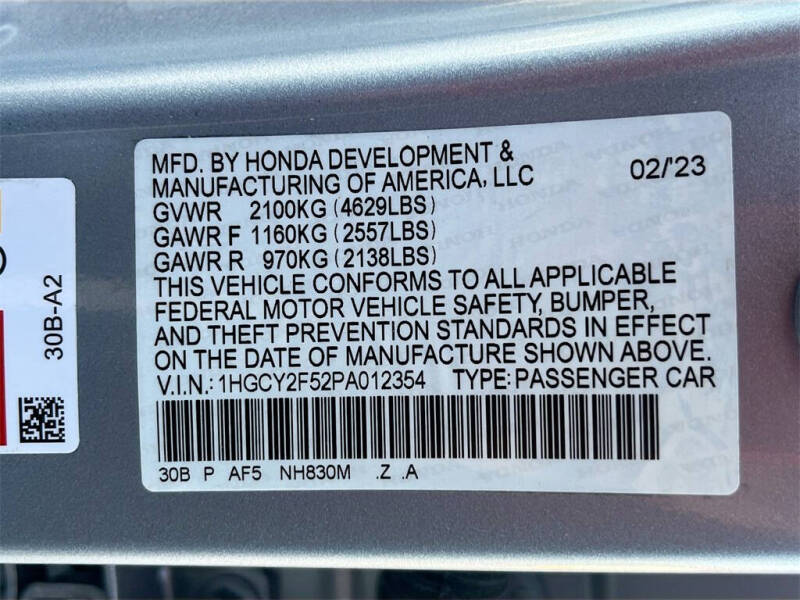 MFD. BY HONDA DEVELOPMENT &
MANUFACTURING OF AMERICA, LLC 02/'23
GVWR 2100KG (4629LBS)
GAWR F 1160KG (2557LBS)
GAWR R 970KG (2138LBS)
THIS VEHICLE CONFORMS TO ALL APPLICABLE
FEDERAL MOTOR VEHICLE SAFETY, BUMPER,
AND THEFT PREVENTION STANDARDS IN EFFECT
ON THE DATE OF MANUFACTURE SHOWN ABOVE.
V.I.N.: 1HGCY2F52PA012354 TYPE: PASSENGER CAR
30B P AF5 NH830M .Z .A
30B-A2